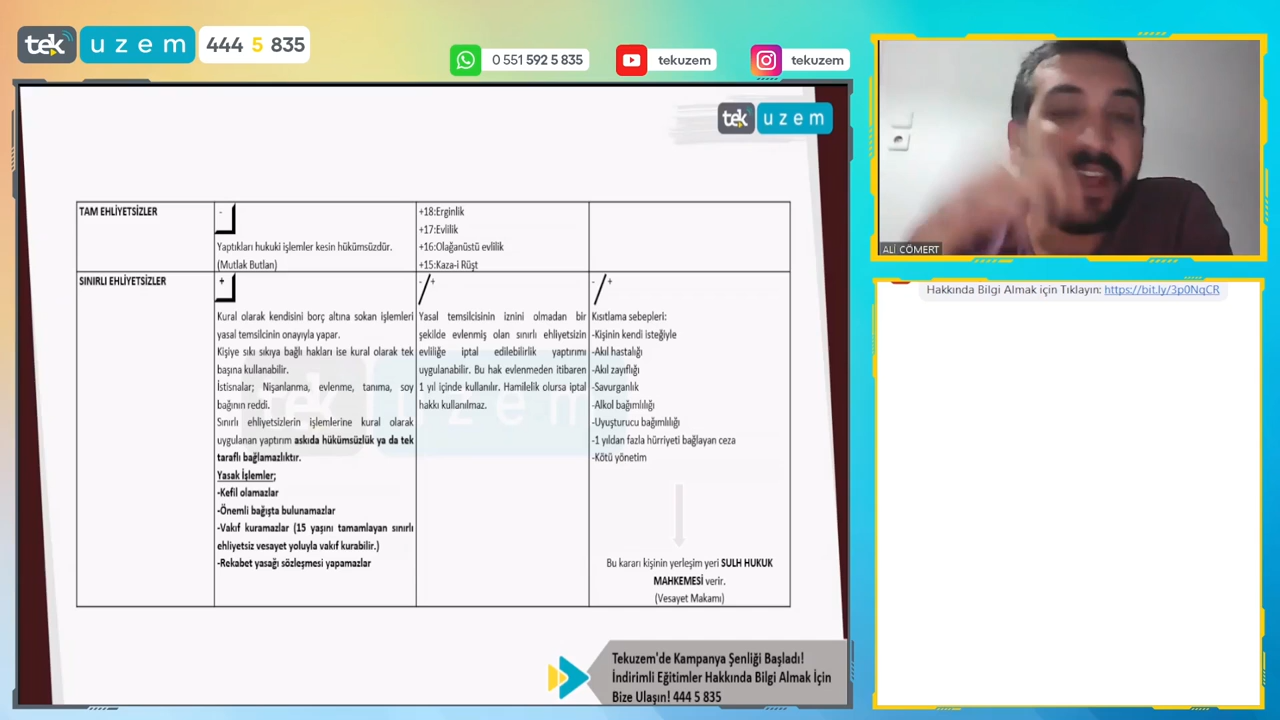 tek uzem 444 5 835
0 551 592 5 835
tekuzem
tekuzem
tek uzem
TAM EHLİYETSİZLER
-
Yaptıkları hukuki işlemler kesin hükümsüzdür.
(Mutlak Butlan)
+18:Erginlik
+17:Evlilik
+16:Olağanüstü evlilik
+15:Kaza-i Rüşt
SINIRLI EHLİYETSİZLER
+
Kural olarak kendisini borç altına sokan işlemleri
yasal temsilcinin onayıyla yapar.
Kişiye sıkı sıkıya bağlı hakları ise kural olarak tek
başına kullanabilir.
İstisnalar; Nişanlanma, evlenme, tanıma, soy
bağının reddi.
Sınırlı ehliyetsizlerin işlemlerine kural olarak
uygulanan yaptırım askıda hükümsüzlük ya da tek
taraflı bağlamazlıktır.
Yasak İşlemler;
-Kefil olamazlar
-Önemli bağışta bulunamazlar
-Vakıf kuramazlar (15 yaşını tamamlayan sınırlı
ehliyetsiz vesayet yoluyla vakıf kurabilir.)
-Rekabet yasağı sözleşmesi yapamazlar
-/+
Yasal temsilcisinin iznini olmadan bir
şekilde evlenmiş olan sınırlı ehliyetsizin
evliliğe iptal edilebilirlik yaptırımı
uygulanabilir. Bu hak evlenmeden itibaren
1 yıl içinde kullanılır. Hamilelik olursa iptal
hakkı kullanılmaz.
-/+
Kısıtlama sebepleri:
-Kişinin kendi isteğiyle
-Akıl hastalığı
-Akıl zayıflığı
-Savurganlık
-Alkol bağımlılığı
-Uyuşturucu bağımlılığı
-1 yıldan fazla hürriyeti bağlayan ceza
-Kötü yönetim
Bu kararı kişinin yerleşim yeri SULH HUKUK
MAHKEMESİ verir.
(Vesayet Makamı)
tek uzem
Tekuzem'de Kampanya Şenliği Başladı!
İndirimli Eğitimler Hakkında Bilgi Almak İçin
Bize Ulaşın! 444 5 835
ALİ CÖMERT
Hakkında Bilgi Almak için Tıklayın: https://bit.ly/3p0NqCR